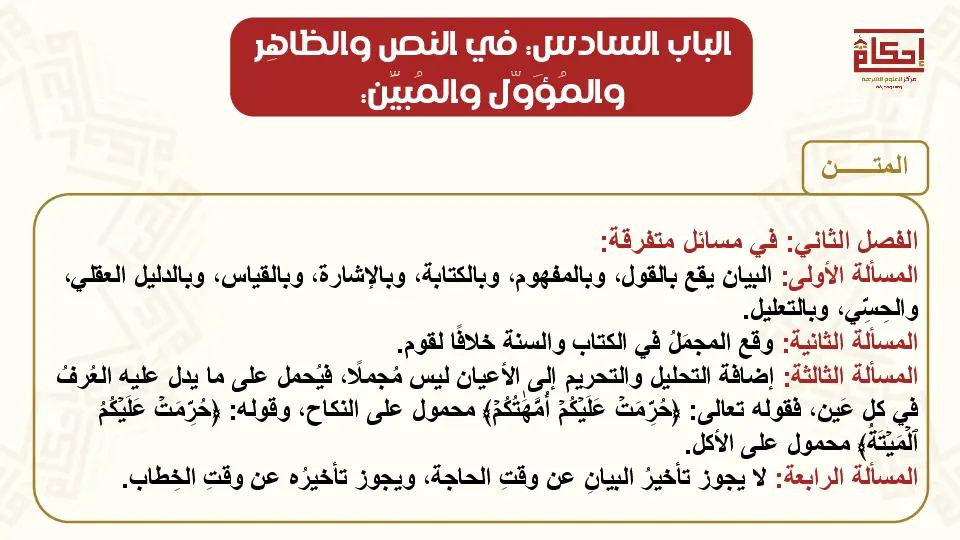 الباب السادس: في النص والظاهِر
والمُؤَوّل والمُبيّن:
إحكام
مركز للعلوم الشرعية
المتـــــن
الفصل الثاني: في مسائل متفرقة:
المسألة الأولى: البيان يقع بالقول، وبالمفهوم، وبالكتابة، وبالإشارة، وبالقياس، وبالدليل العقلي،
والحِسِّي، وبالتعليل.
المسألة الثانية: وقع المجمَلُ في الكتاب والسنة خلافًا لقوم.
المسألة الثالثة: إضافة التحليل والتحريم إلى الأعيان ليس مُجملًا، فيُحمل على ما يدل عليه العُرفُ
في كل عَين، فقوله تعالى: ﴿حُرِّمَتۡ عَلَيۡكُمۡ أُمَّهَٰتُكُمۡ﴾ محمول على النكاح، وقوله: ﴿حُرِّمَتۡ عَلَيۡكُمُ
ٱلۡمَيۡتَةُ﴾ محمول على الأكل.
المسألة الرابعة: لا يجوز تأخيرُ البيانِ عن وقتِ الحاجة، ويجوز تأخيرُه عن وقتِ الخِطاب.